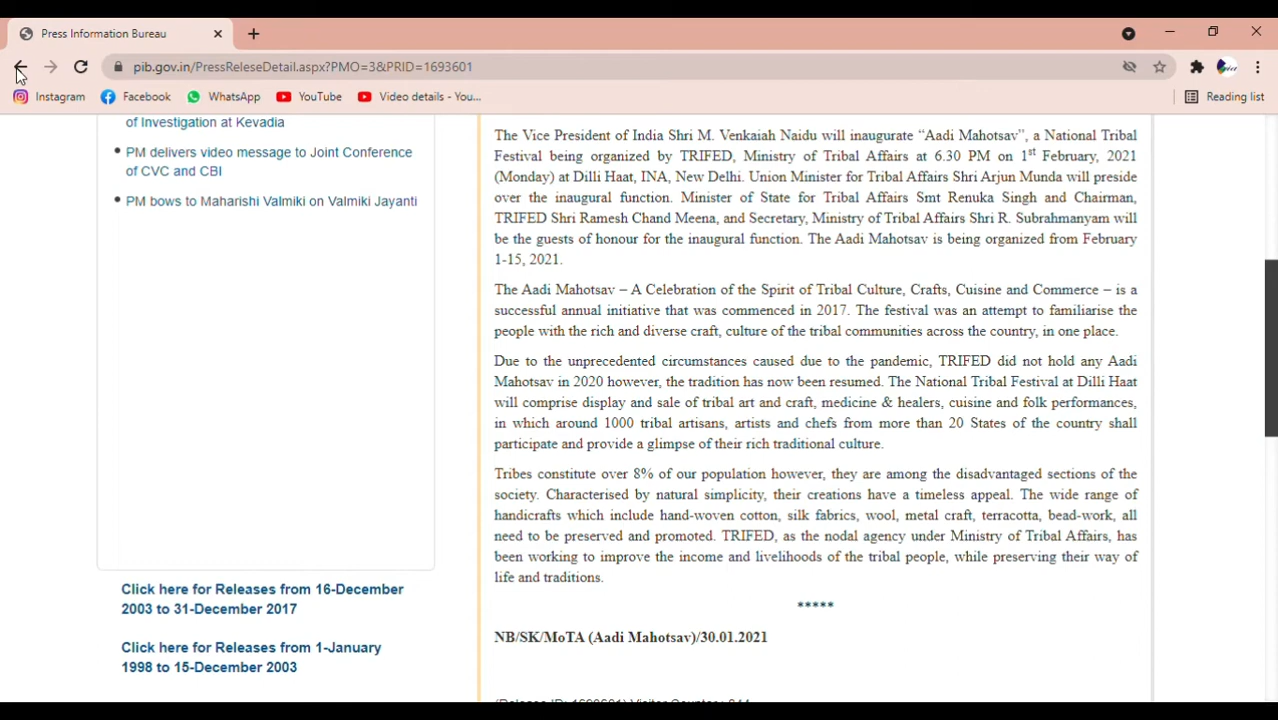 Press Information Bureau
pib.gov.in/PressReleseDetail.aspx?PMO=3&PRID=1693601
Instagram
Facebook
WhatsApp
YouTube
Video details - You...
Reading list
of Investigation at Kevadia
PM delivers video message to Joint Conference
of CVC and CBI
PM bows to Maharishi Valmiki on Valmiki Jayanti
Click here for Releases from 16-December
2003 to 31-December 2017
Click here for Releases from 1-January
1998 to 15-December 2003
The Vice President of India Shri M. Venkaiah Naidu will inaugurate “Aadi Mahotsav”, a National Tribal
Festival being organized by TRIFED, Ministry of Tribal Affairs at 6.30 PM on 1st February, 2021
(Monday) at Dilli Haat, INA, New Delhi. Union Minister for Tribal Affairs Shri Arjun Munda will preside
over the inaugural function. Minister of State for Tribal Affairs Smt Renuka Singh and Chairman,
TRIFED Shri Ramesh Chand Meena, and Secretary, Ministry of Tribal Affairs Shri R. Subrahmanyam will
be the guests of honour for the inaugural function. The Aadi Mahotsav is being organized from February
1-15, 2021.
The Aadi Mahotsav – A Celebration of the Spirit of Tribal Culture, Crafts, Cuisine and Commerce – is a
successful annual initiative that was commenced in 2017. The festival was an attempt to familiarise the
people with the rich and diverse craft, culture of the tribal communities across the country, in one place.
Due to the unprecedented circumstances caused due to the pandemic, TRIFED did not hold any Aadi
Mahotsav in 2020 however, the tradition has now been resumed. The National Tribal Festival at Dilli Haat
will comprise display and sale of tribal art and craft, medicine & healers, cuisine and folk performances,
in which around 1000 tribal artisans, artists and chefs from more than 20 States of the country shall
participate and provide a glimpse of their rich traditional culture.
Tribes constitute over 8% of our population however, they are among the disadvantaged sections of the
society. Characterised by natural simplicity, their creations have a timeless appeal. The wide range of
handicrafts which include hand-woven cotton, silk fabrics, wool, metal craft, terracotta, bead-work, all
need to be preserved and promoted. TRIFED, as the nodal agency under Ministry of Tribal Affairs, has
been working to improve the income and livelihoods of the tribal people, while preserving their way of
life and traditions.
*****
NB/SK/MoTA (Aadi Mahotsav)/30.01.2021
(Release ID: 1693601) Visitor Counter :